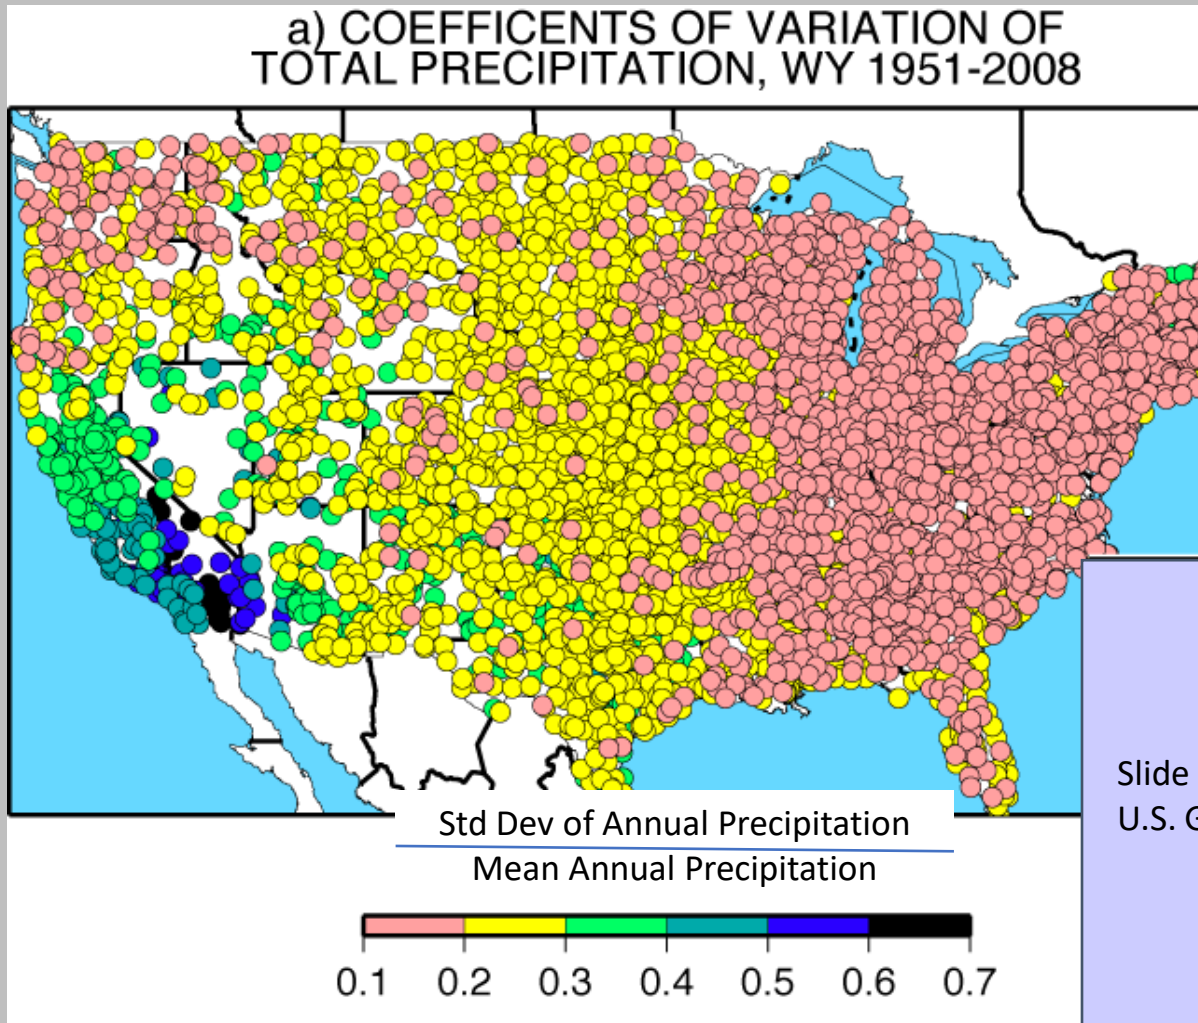 a) COEFFICENTS OF VARIATION OF
TOTAL PRECIPITATION, WY 1951-2008
Slide
U.S. G
Std Dev of Annual Precipitation
Mean Annual Precipitation
0.1 0.2 0.3 0.4 0.5 0.6 0.7